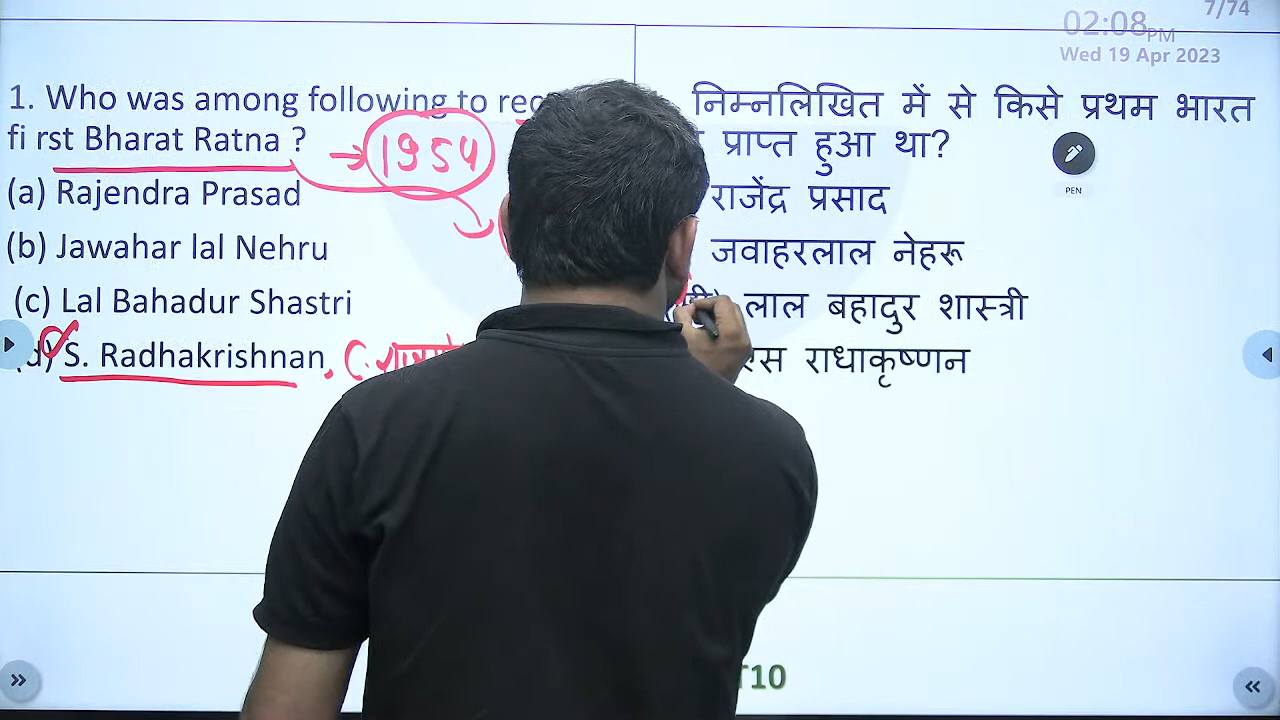 7/74
02:08PM
Wed 19 Apr 2023
1. Who was among following to
fi rst Bharat Ratna ?
1954
(a) Rajendra Prasad
(b) Jawahar lal Nehru
(c) Lal Bahadur Shastri
(d) S. Radhakrishnan
निम्नलिखित में से किसे प्रथम भारत
प्राप्त हुआ था?
राजेंद्र प्रसाद
जवाहरलाल नेहरू
लाल बहादुर शास्त्री
एस राधाकृष्णन
PEN
T10